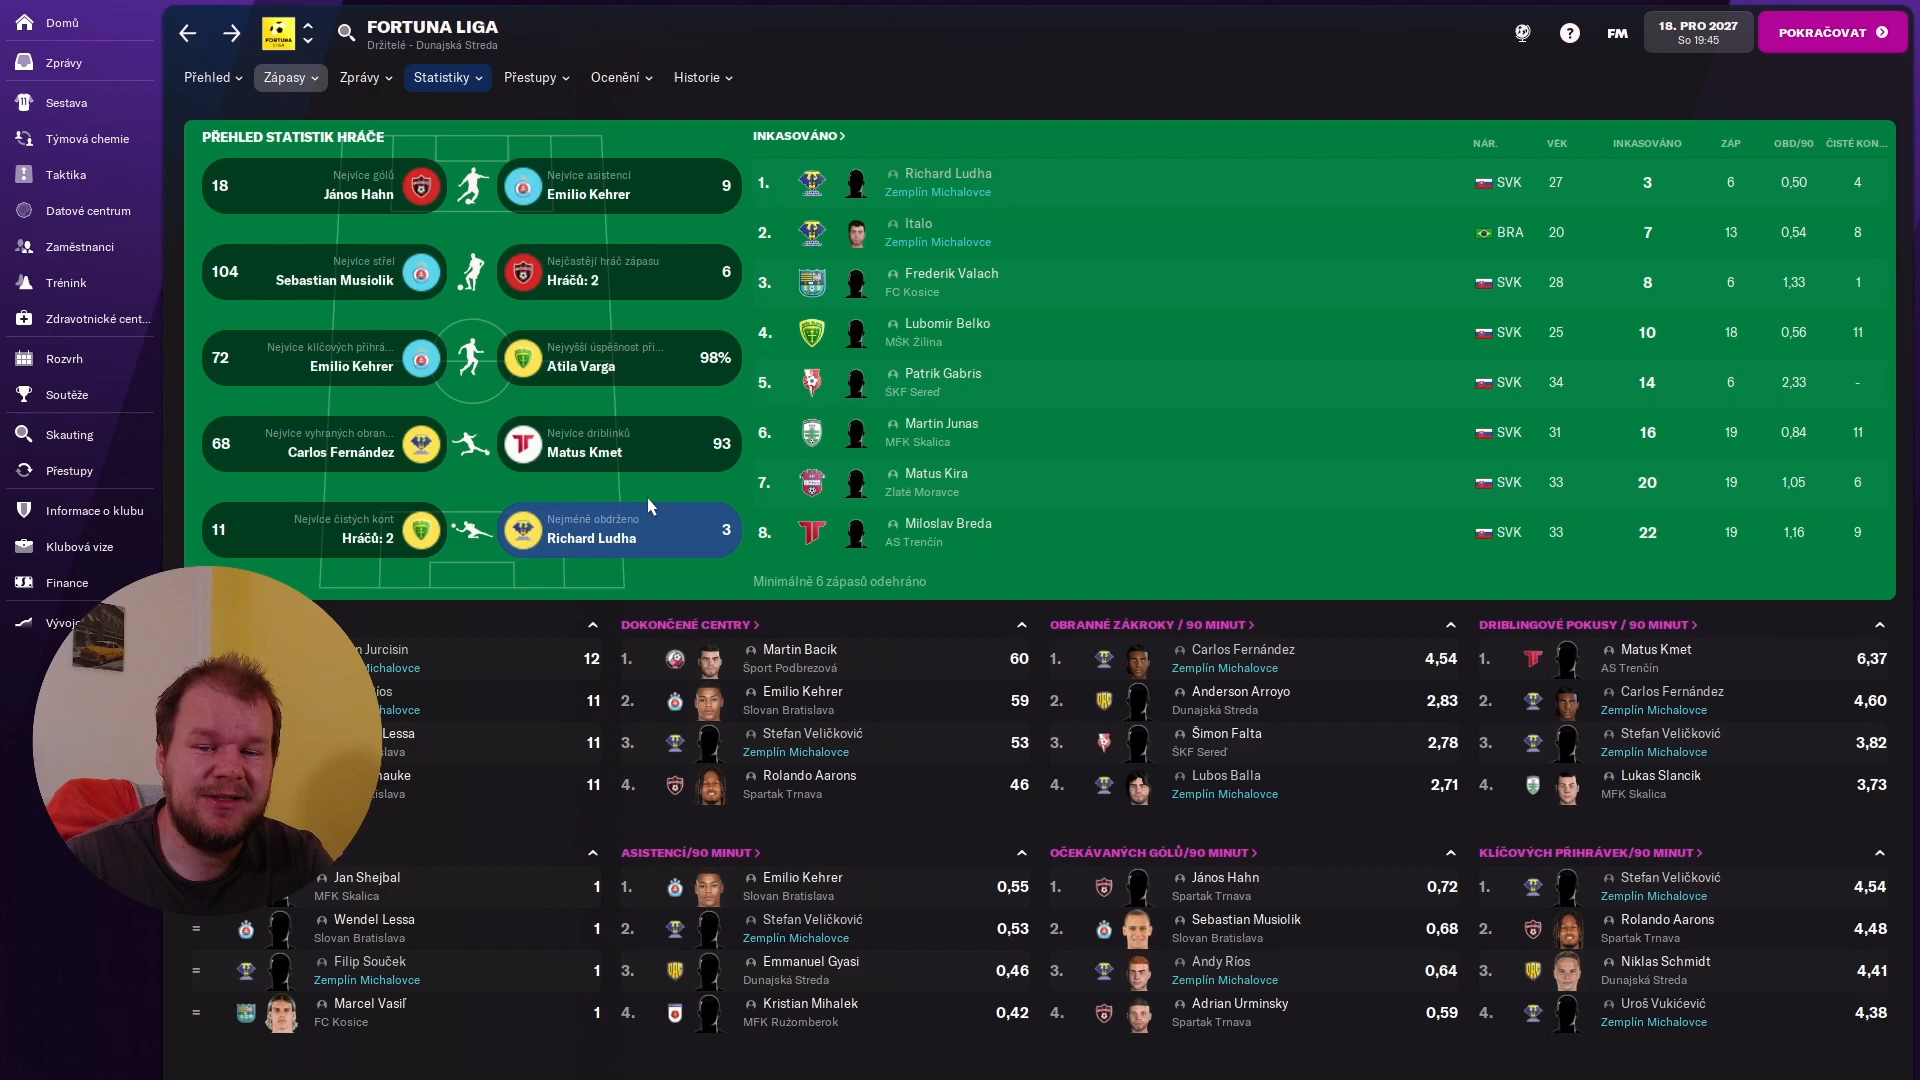 Domů
Zprávy
Sestava
Týmová chemie
Taktika
Datové centrum
Zaměstnanci
Trénink
Zdravotnické cent...
Rozvrh
Soutěže
Skauting
Přestupy
Informace o klubu
Klubová vize
Finance
FORTUNA LIGA
Držitelé - Dunajská Streda
FM
18. PRO 2027
So 19:45
POKRAČOVAT
Přehled Zápasy Zprávy Statistiky Přestupy Ocenění Historie
PŘEHLED STATISTIK HRÁČE
18 Nejvíce gólů János Hahn
Nejvíce asistencí Emilio Kehrer 9
104 Nejvíce střel Sebastian Musiolik
Nejčastěji hráč zápasu Hráčů: 2 6
72 Nejvíce klíčových přihrá... Emilio Kehrer
Nejvyšší úspěšnost při... Atila Varga 98%
68 Nejvíce vyhraných obran... Carlos Fernández
Nejvíce driblinků Matus Kmet 93
11 Nejvíce čistých kont Hráčů: 2
Nejméně obdrženo Richard Ludha 3
INKASOVÁNO NÁR. VĚK INKASOVÁNO ZÁP OBD/90 ČISTÉ KON...
1. Richard Ludha Zemplín Michalovce SVK 27 3 6 0,50 4
2. Italo Zemplín Michalovce BRA 20 7 13 0,54 8
3. Frederik Valach FC Kosice SVK 28 8 6 1,33 1
4. Lubomir Belko MŠK Žilina SVK 25 10 18 0,56 11
5. Patrik Gabris ŠKF Sereď SVK 34 14 6 2,33 -
6. Martin Junas MFK Skalica SVK 31 16 19 0,84 11
7. Matus Kira Zlaté Moravce SVK 33 20 19 1,05 6
8. Miloslav Breda AS Trenčín SVK 33 22 19 1,16 9
Minimálně 6 zápasů odehráno
Jurcisin 12
Michalovce
11
Lessa 11
11
DOKONČENÉ CENTRY
1. Martin Bacik 60
Šport Podbrezová
2. Emilio Kehrer 59
Slovan Bratislava
3. Stefan Veličković 53
Zemplín Michalovce
4. Rolando Aarons 46
Spartak Trnava
OBRANNÉ ZÁKROKY / 90 MINUT
1. Carlos Fernández 4,54
Zemplín Michalovce
2. Anderson Arroyo 2,83
Dunajská Streda
3. Šimon Falta 2,78
ŠKF Sereď
4. Lubos Balla 2,71
Zemplín Michalovce
DRIBLINGOVÉ POKUSY / 90 MINUT
1. Matus Kmet 6,37
AS Trenčín
2. Carlos Fernández 4,60
Zemplín Michalovce
3. Stefan Veličković 3,82
Zemplín Michalovce
4. Lukas Slancik 3,73
MFK Skalica
Jan Shejbal 1
MFK Skalica
= Wendel Lessa 1
Slovan Bratislava
= Filip Souček 1
Zemplín Michalovce
= Marcel Vasiľ 1
FC Kosice
ASISTENCÍ/90 MINUT
1. Emilio Kehrer 0,55
Slovan Bratislava
2. Stefan Veličković 0,53
Zemplín Michalovce
3. Emmanuel Gyasi 0,46
Dunajská Streda
4. Kristian Mihalek 0,42
MFK Ružomberok
OČEKÁVANÝCH GÓLŮ/90 MINUT
1. János Hahn 0,72
Spartak Trnava
2. Sebastian Musiolik 0,68
Slovan Bratislava
3. Andy Ríos 0,64
Zemplín Michalovce
4. Adrian Urminsky 0,59
Spartak Trnava
KLÍČOVÝCH PŘIHRÁVEK/90 MINUT
1. Stefan Veličković 4,54
Zemplín Michalovce
2. Rolando Aarons 4,48
Spartak Trnava
3. Niklas Schmidt 4,41
Dunajská Streda
4. Uroš Vukićević 4,38
Zemplín Michalovce